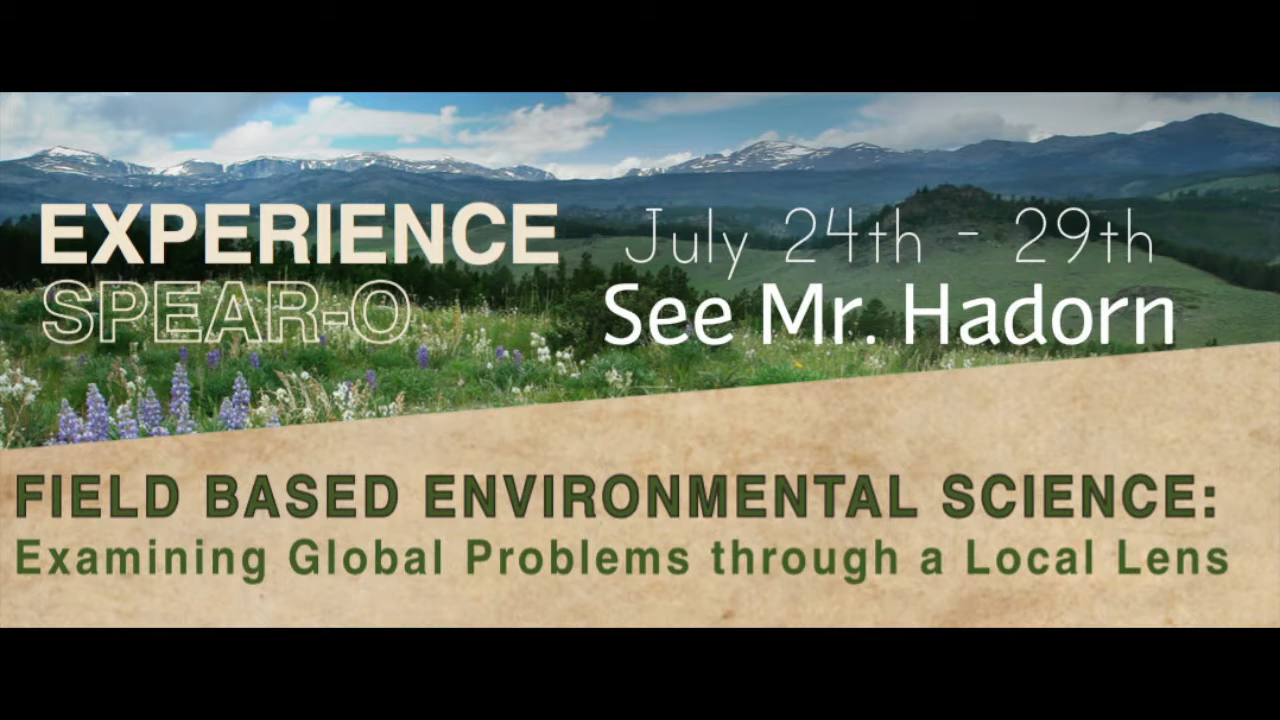 EXPERIENCE
SPEAR-O
July 24th - 29th
See Mr. Hadorn
FIELD BASED ENVIRONMENTAL SCIENCE:
Examining Global Problems through a Local Lens